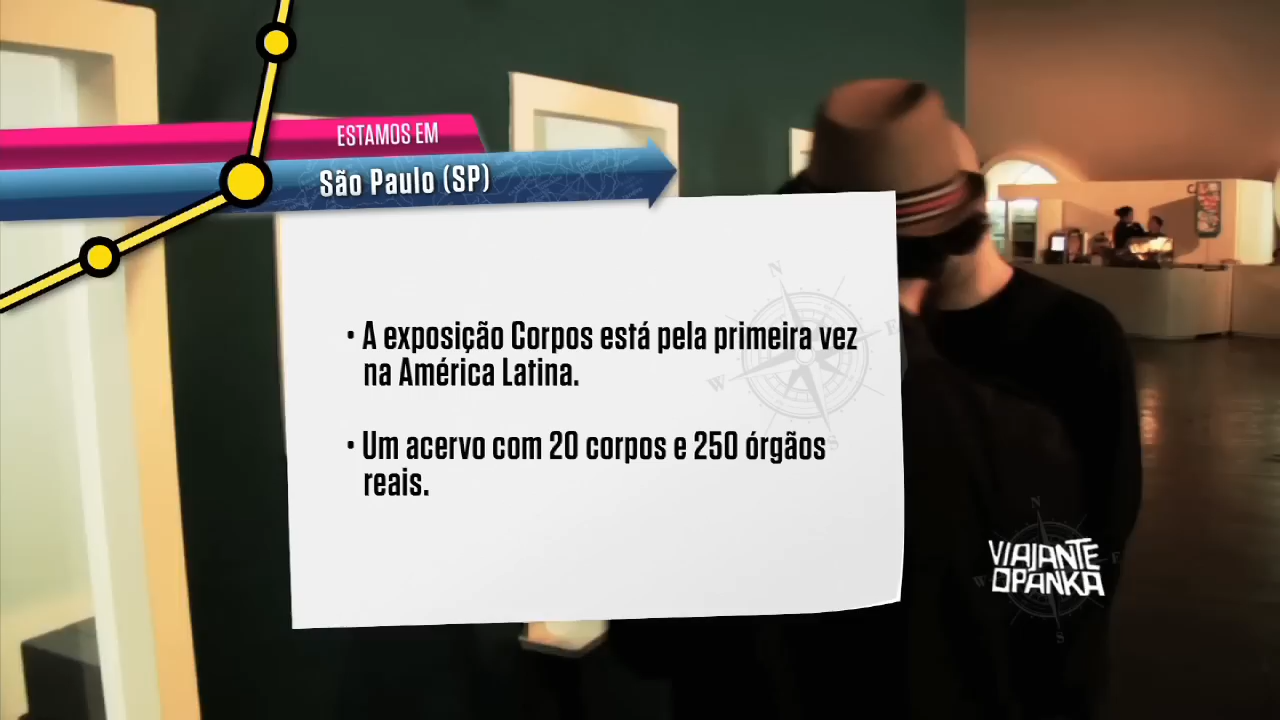 ESTAMOS EM
São Paulo (SP)
• A exposição Corpos está pela primeira vez
na América Latina.
• Um acervo com 20 corpos e 250 órgãos
reais.
N
E
W
S
VIAJANTE
OPANKA
N
E
W
S